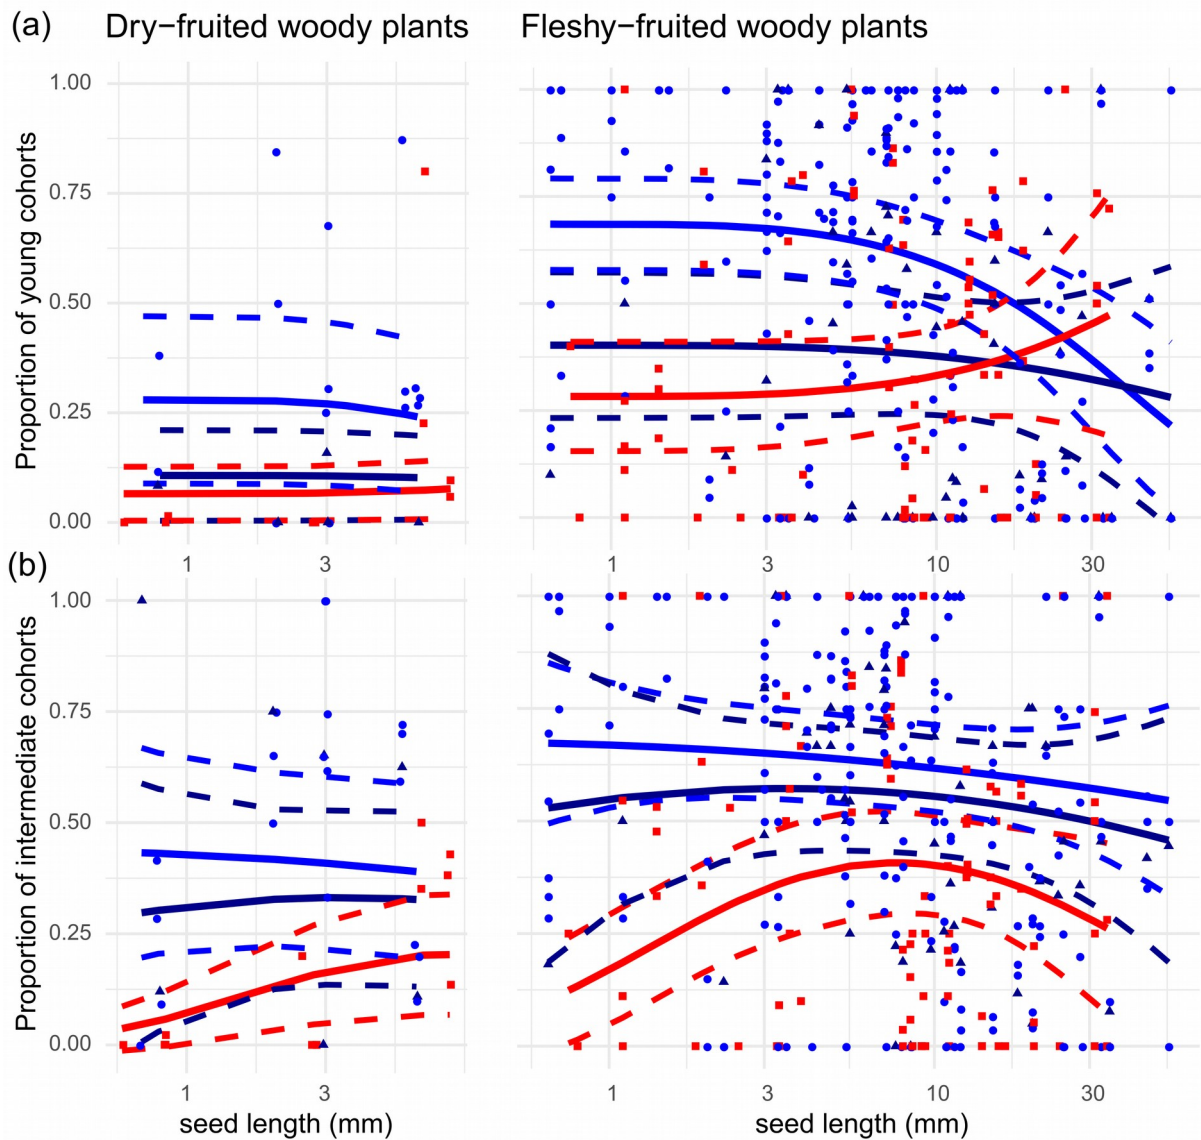 (a) Dry−fruited woody plants Fleshy−fruited woody plants
Proportion of young cohorts
1.00
0.75
0.50
0.25
0.00
1 3 1 3 10 30
(b)
Proportion of intermediate cohorts
1.00
0.75
0.50
0.25
0.00
1 3 1 3 10 30
seed length (mm) seed length (mm)